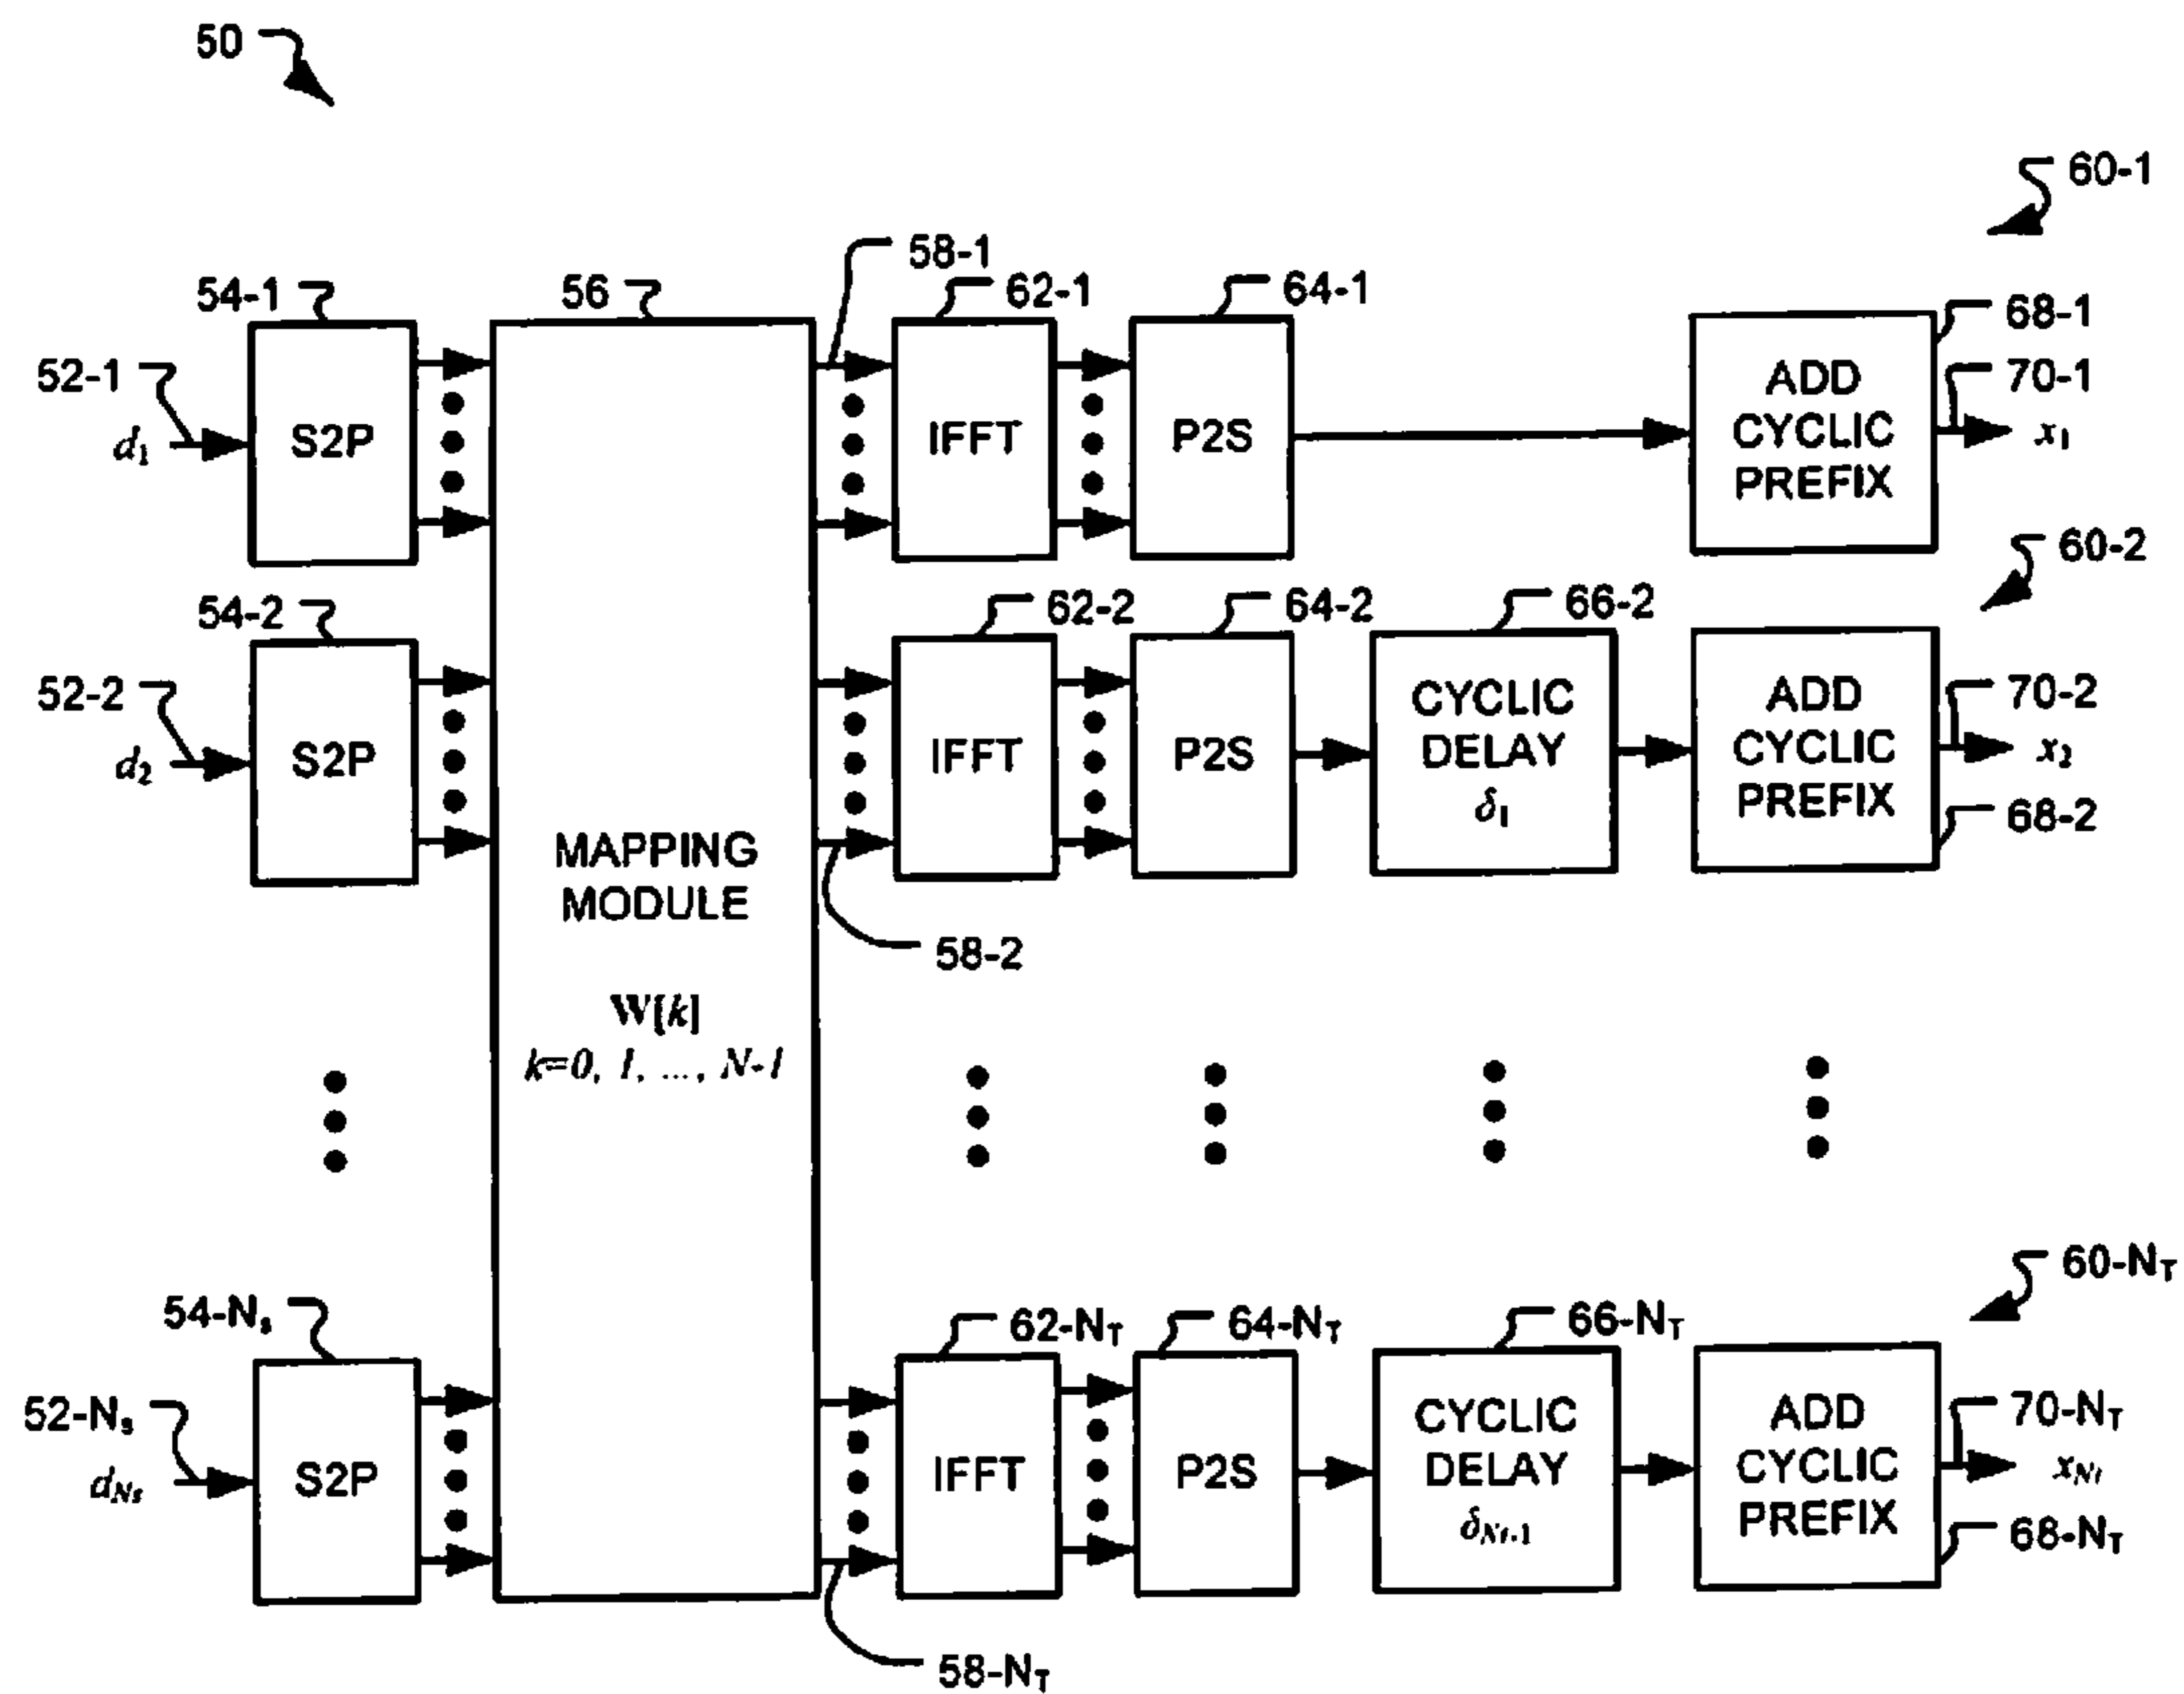 50
60-1
58-1
54-1
56
62-1
64-1
68-1
52-1
70-1
d1
S2P
IFFT
P2S
ADD
CYCLIC
PREFIX
x1
60-2
54-2
62-2
64-2
66-2
52-2
70-2
d2
S2P
IFFT
P2S
CYCLIC
DELAY
δ1
ADD
CYCLIC
PREFIX
x2
68-2
MAPPING
MODULE
58-2
W[k]
k=0, 1, ..., N-1
60-NT
54-Ns
62-NT
64-NT
66-NT
52-Ns
70-NT
dNs
S2P
IFFT
P2S
CYCLIC
DELAY
δNt-1
ADD
CYCLIC
PREFIX
xNt
68-NT
58-NT